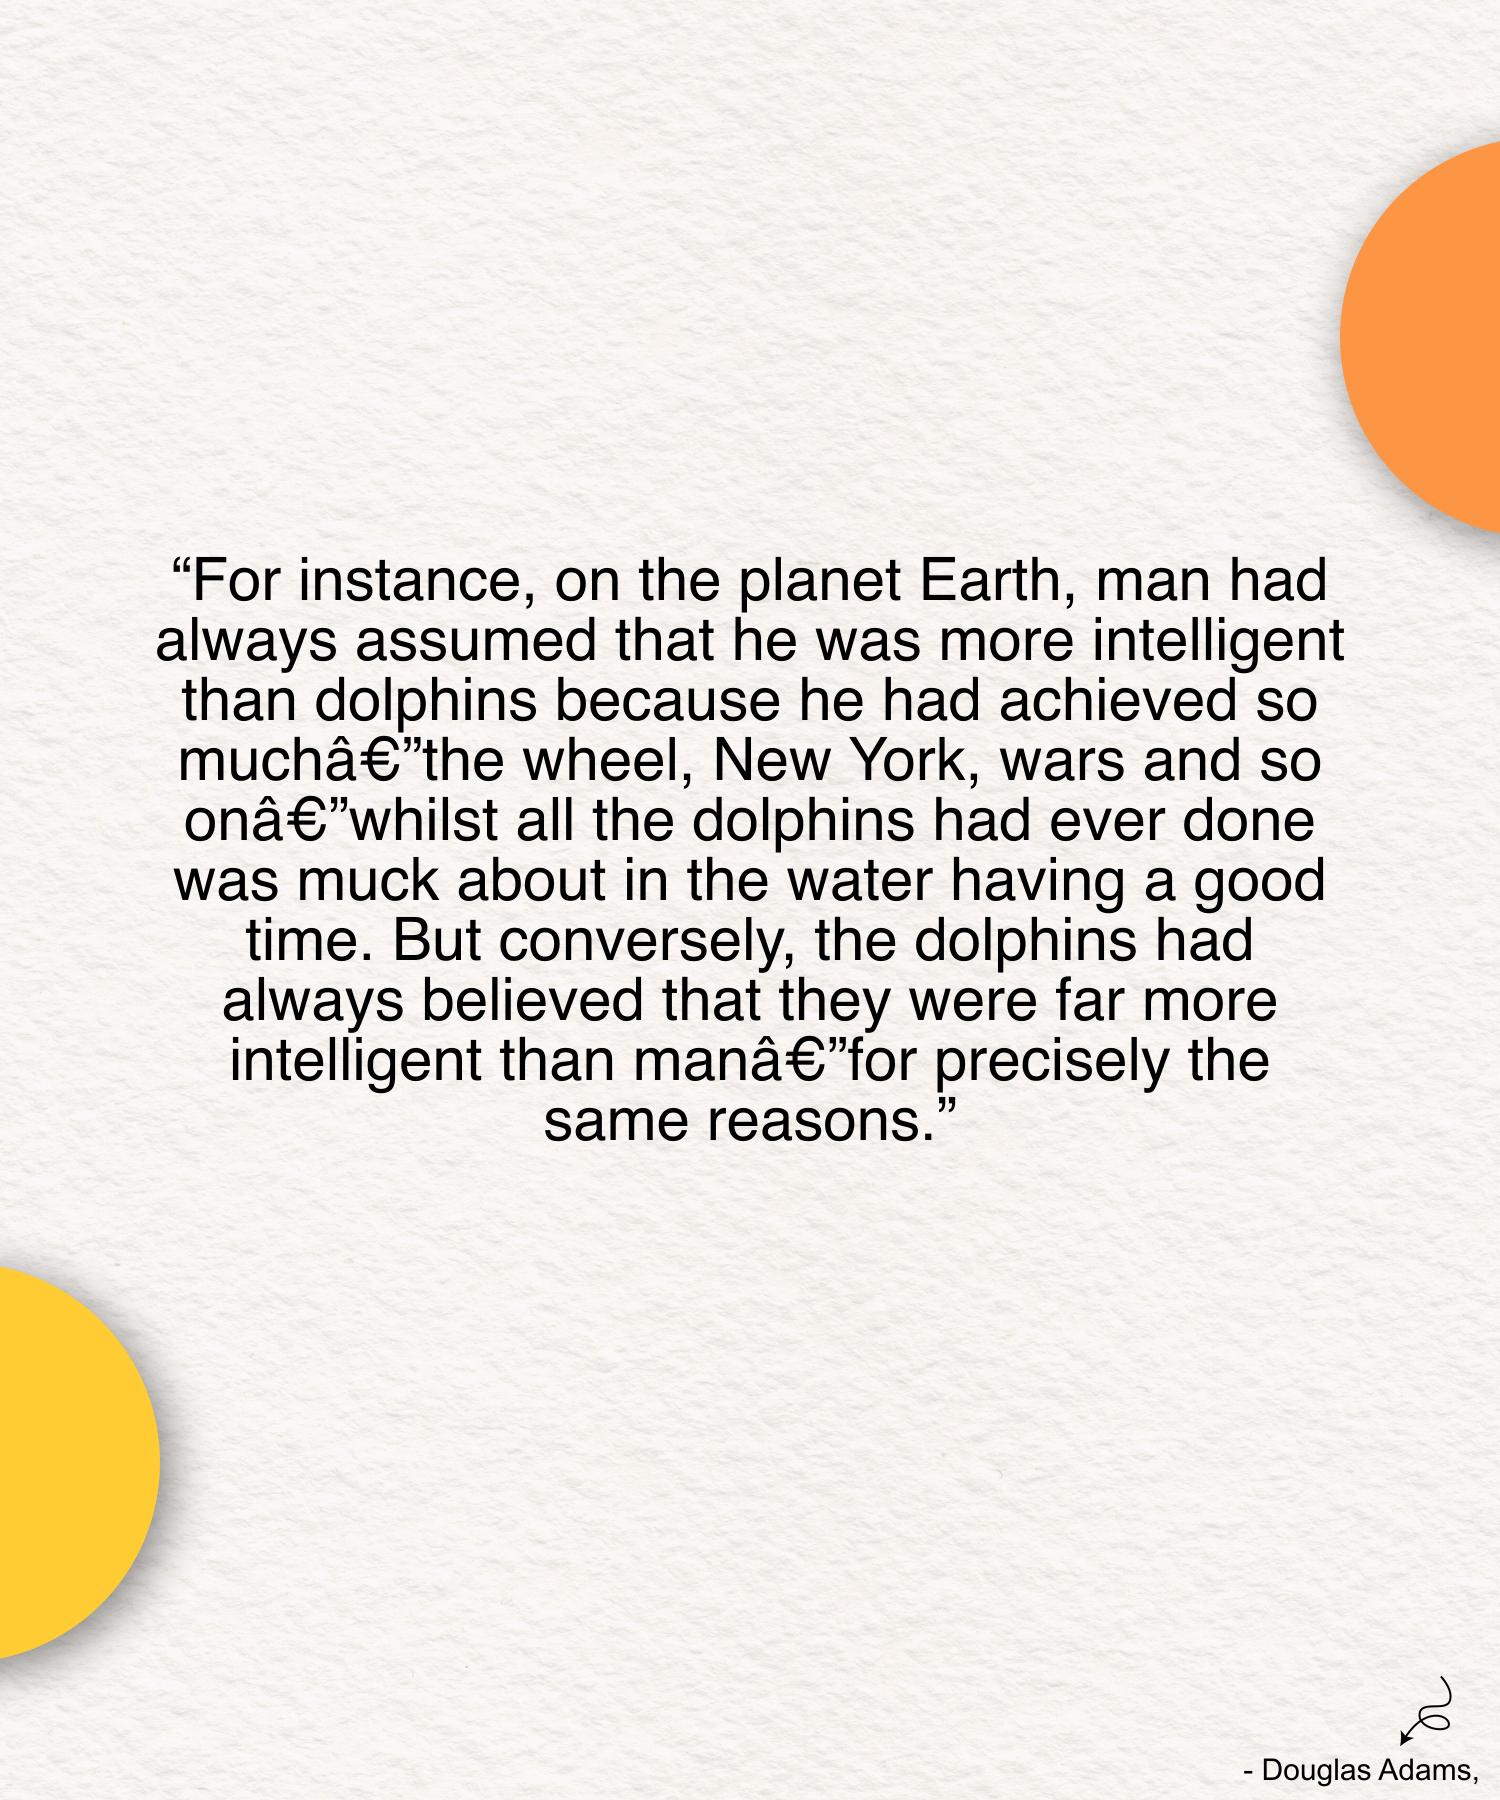 “For instance, on the planet Earth, man had
always assumed that he was more intelligent
than dolphins because he had achieved so
muchâ€”the wheel, New York, wars and so
onâ€”whilst all the dolphins had ever done
was muck about in the water having a good
time. But conversely, the dolphins had
always believed that they were far more
intelligent than manâ€”for precisely the
same reasons.”
- Douglas Adams,